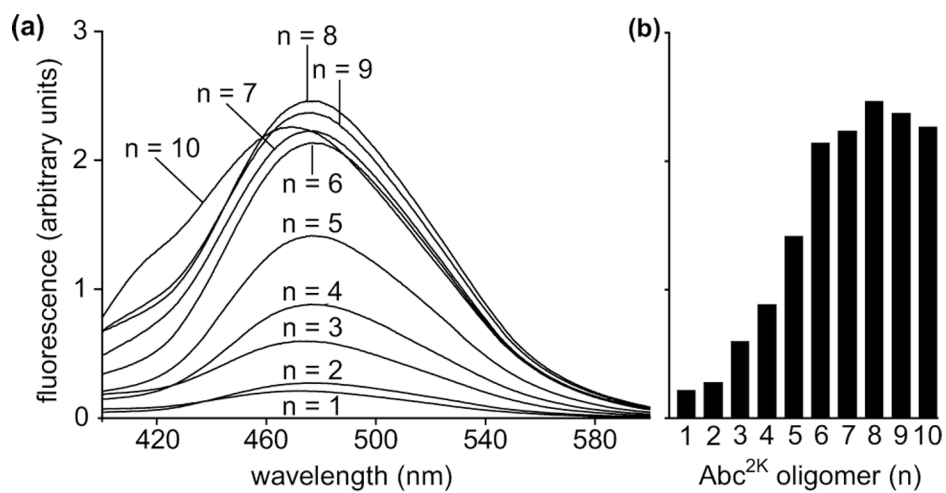 (a)
3
2
1
0
fluorescence (arbitrary units)
n = 8
n = 9
n = 7
n = 10
n = 6
n = 5
n = 4
n = 3
n = 2
n = 1
420 460 500 540 580
wavelength (nm)
(b)
1 2 3 4 5 6 7 8 9 10
Abc2K oligomer (n)